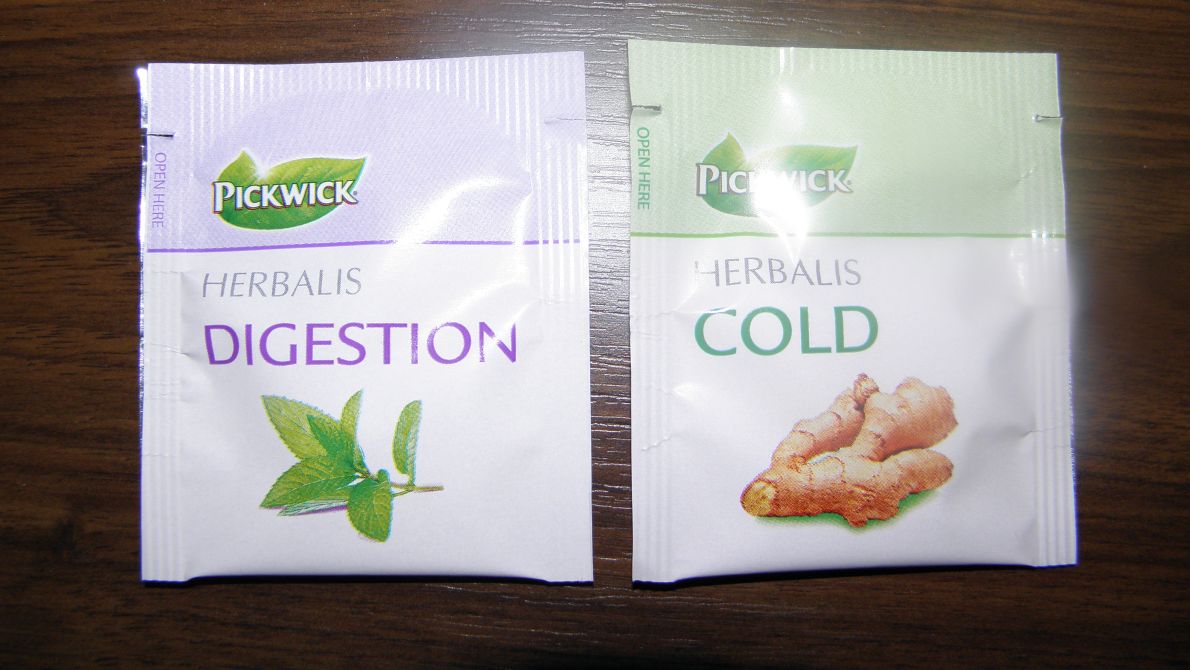 OPEN HERE
PICKWICK®
HERBALIS
DIGESTION
OPEN HERE
PICKWICK®
HERBALIS
COLD